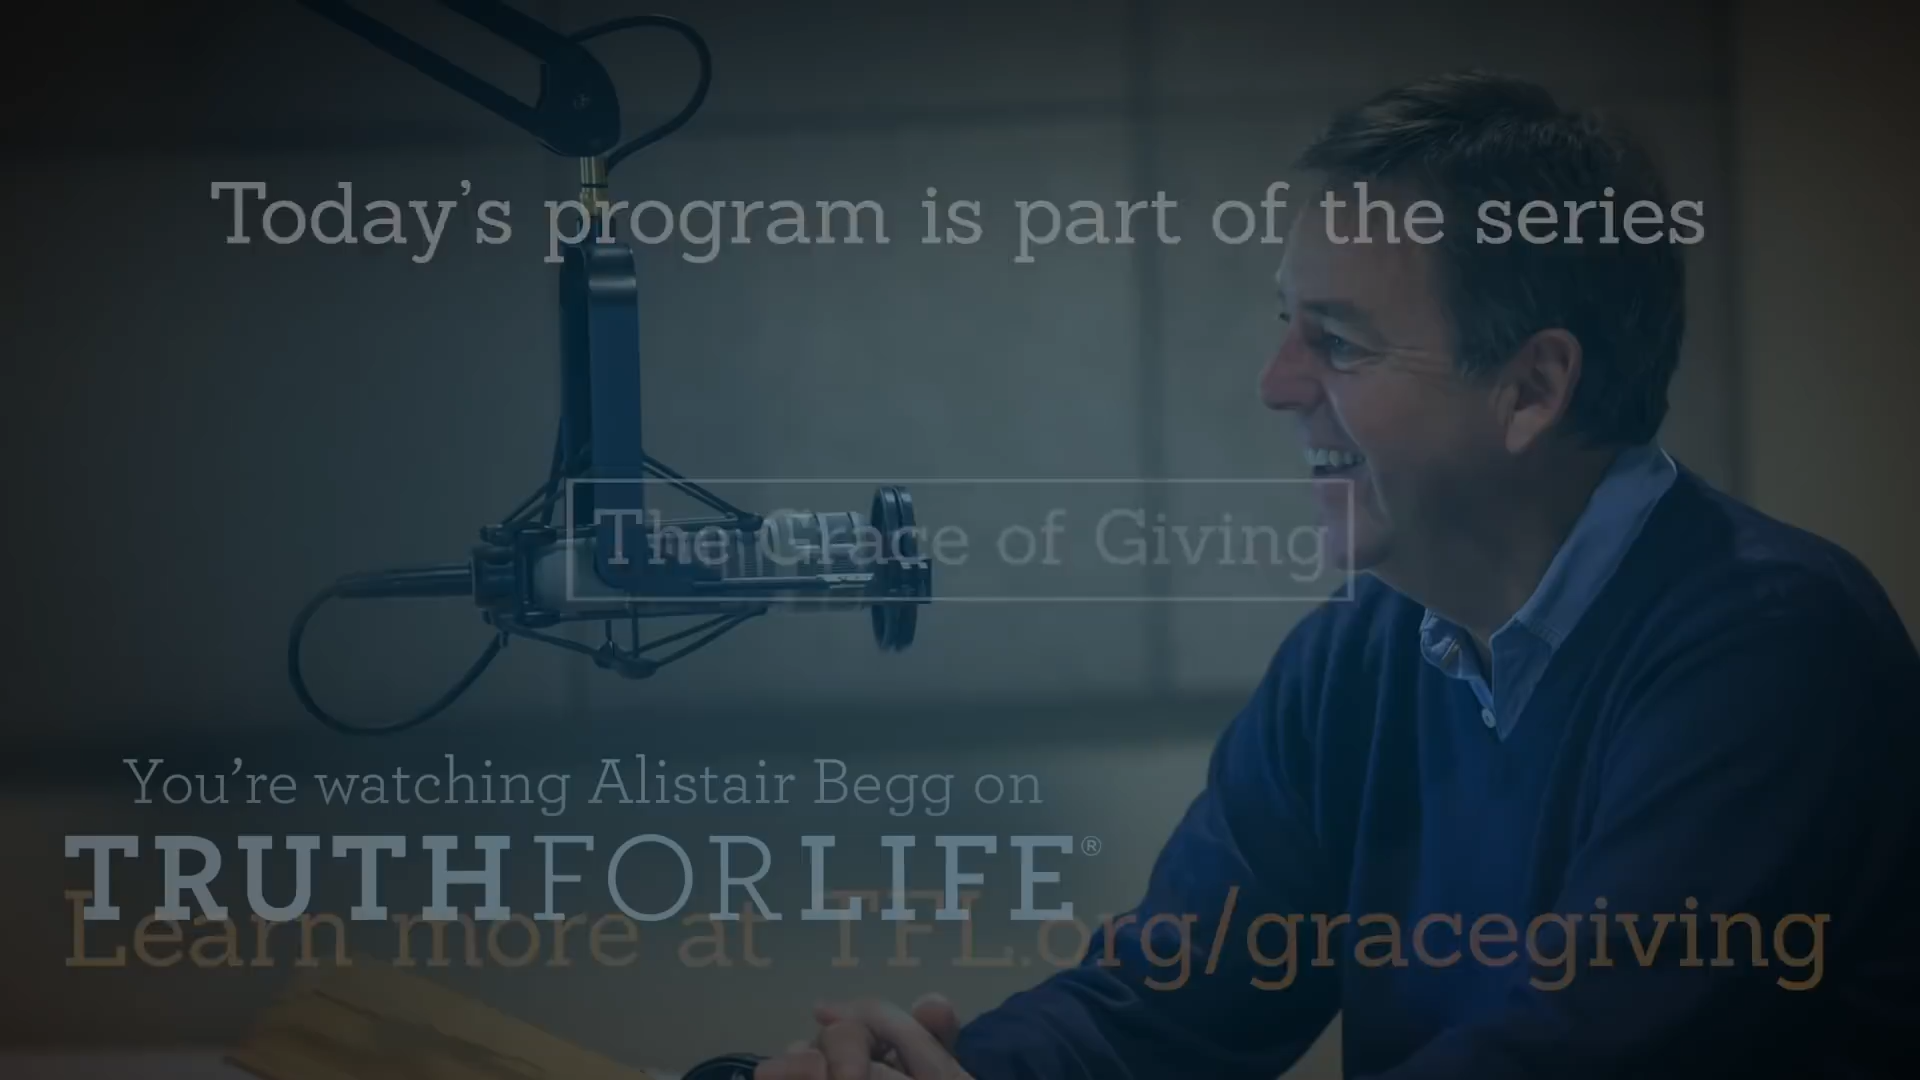 Today's program is part of the series
The Grace of Giving
You're watching Alistair Begg on
TRUTHFORLIFE®
Learn more at TFL.org/gracegiving